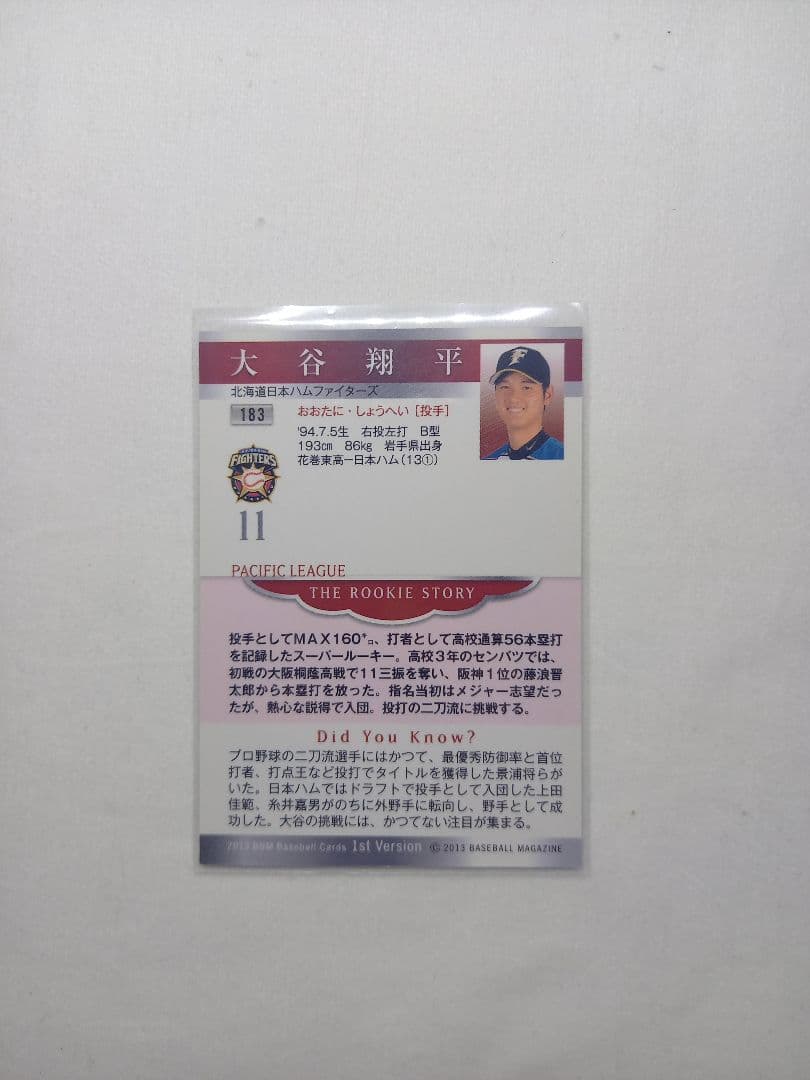 大谷翔平
北海道日本ハムファイターズ
183
おおたに・しょうへい［投手］
'94.7.5生 右投左打 B型
193cm 86kg 岩手県出身
花巻東高ー日本ハム（13①）
F
FIGHTERS
11
PACIFIC LEAGUE
THE ROOKIE STORY
投手としてMAX160㌔、打者として高校通算56本塁打
を記録したスーパールーキー。高校３年のセンバツでは、
初戦の大阪桐蔭高戦で11三振を奪い、阪神１位の藤浪晋
太郎から本塁打を放った。指名当初はメジャー志望だっ
たが、熱心な説得で入団。投打の二刀流に挑戦する。
Did You Know?
プロ野球の二刀流選手にはかつて、最優秀防御率と首位
打者、打点王など投打でタイトルを獲得した景浦将らが
いた。日本ハムではドラフトで投手として入団した上田
佳範、糸井嘉男がのちに外野手に転向し、野手として成
功した。大谷の挑戦には、かつてない注目が集まる。
2013 BBM Baseball Cards 1st Version © 2013 BASEBALL MAGAZINE